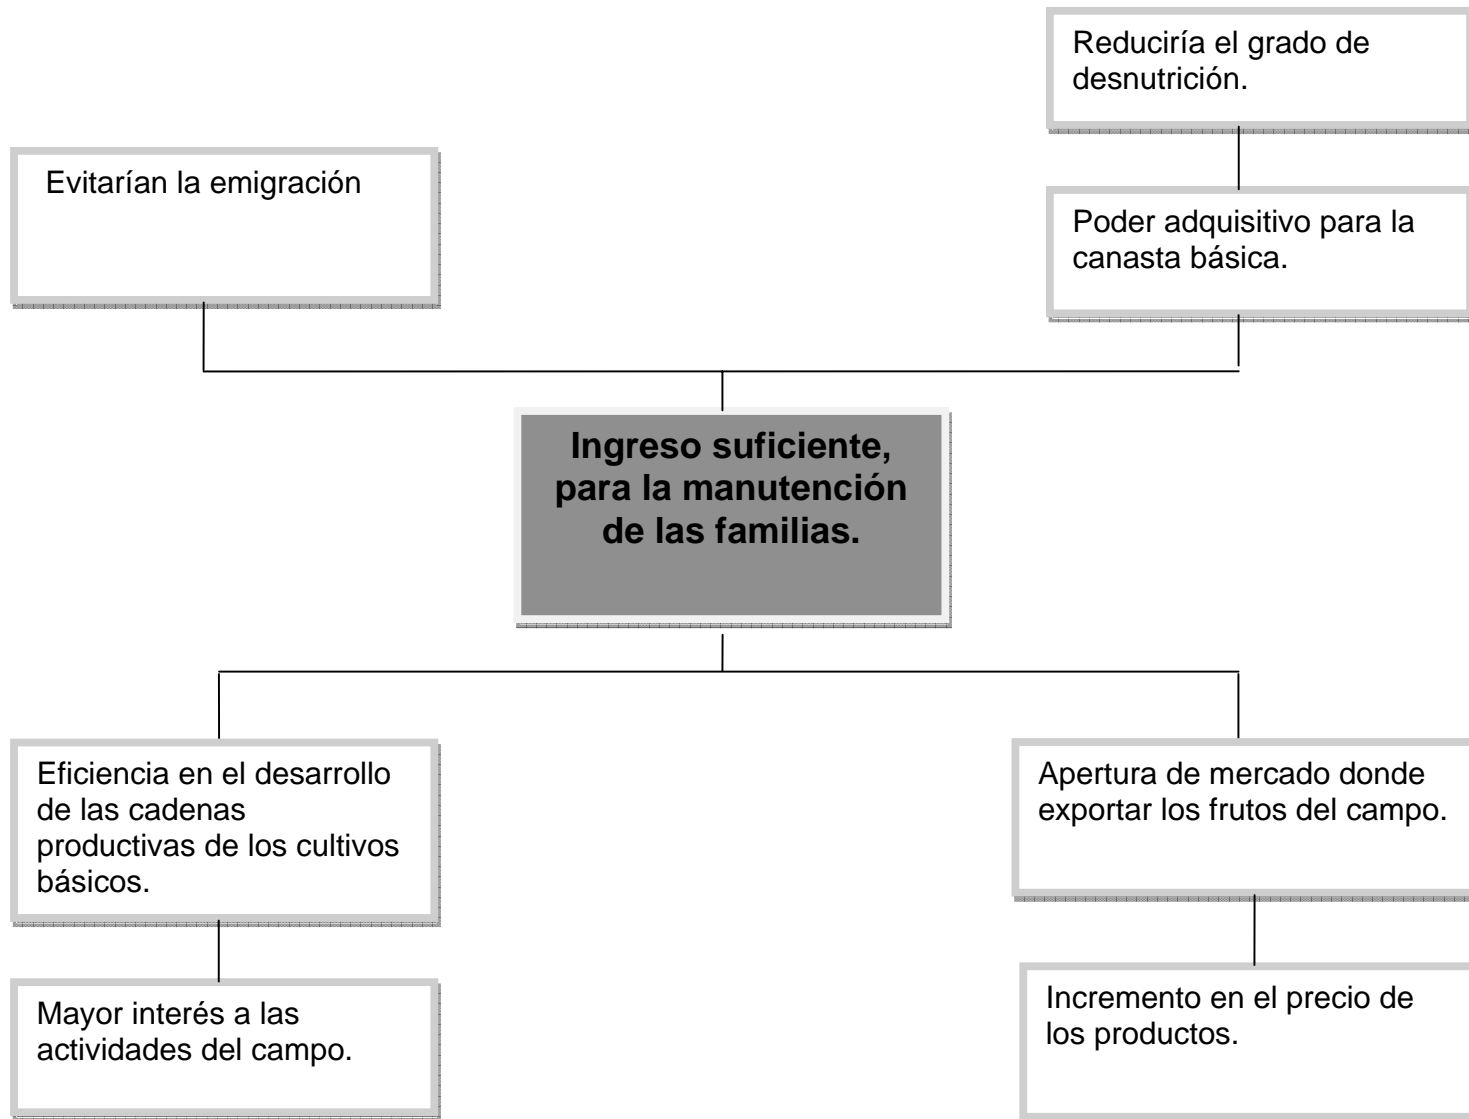 Reduciría el grado de
desnutrición.
Evitarían la emigración
Poder adquisitivo para la
canasta básica.
Ingreso suficiente,
para la manutención
de las familias.
Eficiencia en el desarrollo
de las cadenas
productivas de los cultivos
básicos.
Apertura de mercado donde
exportar los frutos del campo.
Mayor interés a las
actividades del campo.
Incremento en el precio de
los productos.